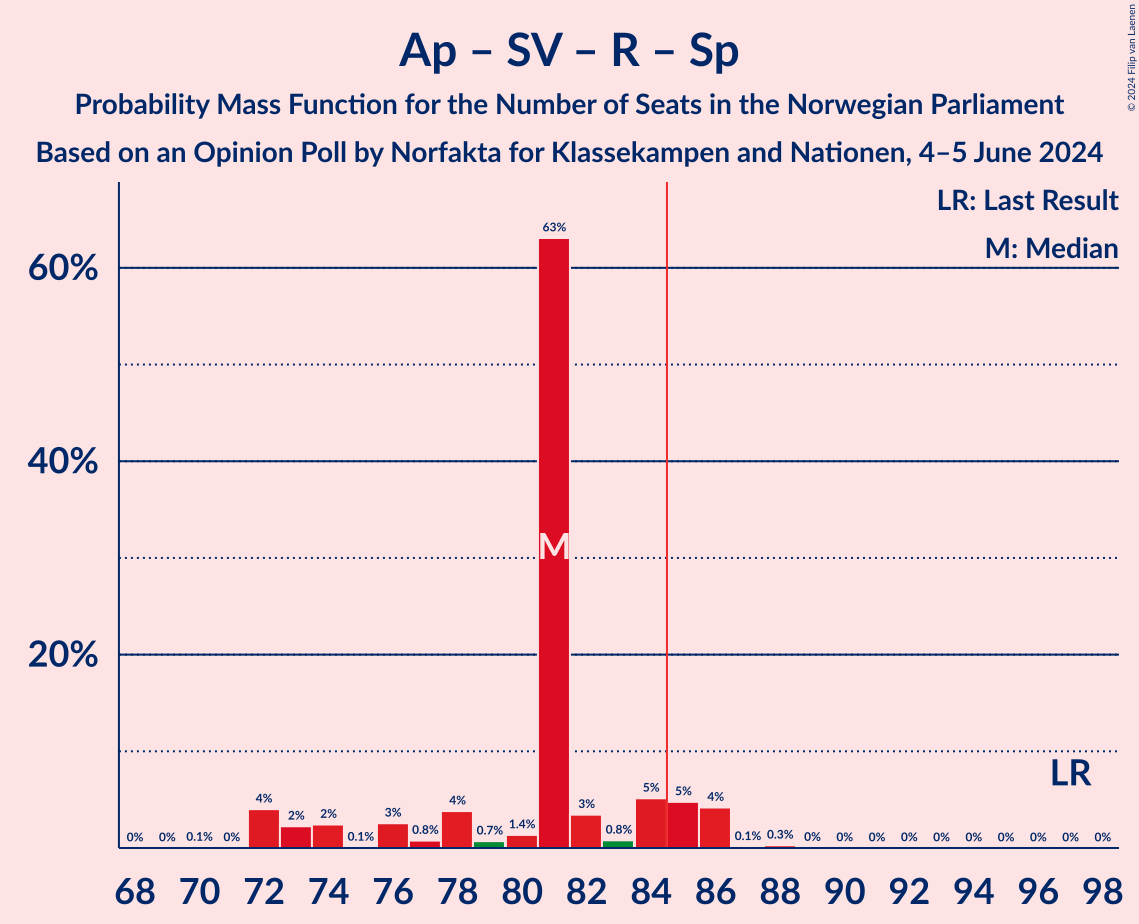 Ap – SV – R – Sp
Probability Mass Function for the Number of Seats in the Norwegian Parliament
Based on an Opinion Poll by Norfakta for Klassekampen and Nationen, 4–5 June 2024
© 2024 Filip van Laenen
LR: Last Result
M: Median
60%
40%
20%
0% 0% 0.1% 0% 4% 2% 2% 0.1% 3% 0.8% 4% 0.7% 1.4% 63% 3% 0.8% 5% 5% 4% 0.1% 0.3% 0% 0% 0% 0% 0% 0% 0% 0% 0% 0%
M
LR
68 70 72 74 76 78 80 82 84 86 88 90 92 94 96 98